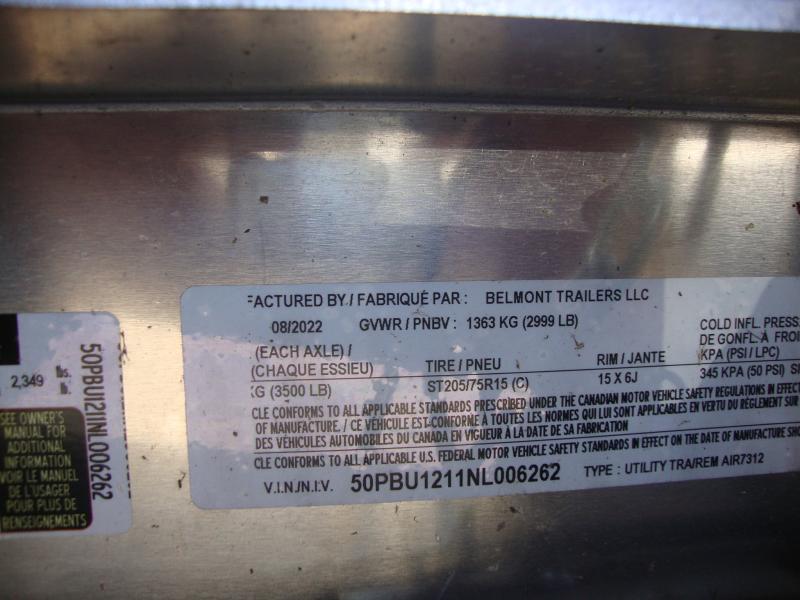 FACTURED BY / FABRIQUÉ PAR : BELMONT TRAILERS LLC
08/2022 GVWR / PNBV : 1363 KG (2999 LB)
COLD INFL. PRESS
DE GONFL. À FROI
(EACH AXLE) /
(CHAQUE ESSIEU) TIRE / PNEU RIM / JANTE KPA (PSI / LPC)
KG (3500 LB) ST205/75R15 (C) 15 X 6J 345 KPA (50 PSI) SI
CLE CONFORMS TO ALL APPLICABLE STANDARDS PRESCRIBED UNDER THE CANADIAN MOTOR VEHICLE SAFETY REGULATIONS IN EFFEC
OF MANUFACTURE. / CE VÉHICULE EST CONFORME À TOUTES LES NORMES QUI LUI SONT APPLICABLES EN VERTU DU RÈGLEMENT SUR
DES VÉHICULES AUTOMOBILES DU CANADA EN VIGUEUR À LA DATE DE SA FABRICATION
CLE CONFORMS TO ALL APPLICABLE U.S. FEDERAL MOTOR VEHICLE SAFETY STANDARDS IN EFFECT ON THE DATE OF MANUFACTURE SHO
V.I.N./N.I.V. 50PBU1211NL006262 TYPE : UTILITY TRA/REM AIR7312
2,349 lbs.
lb.
SEE OWNER'S
MANUAL FOR
ADDITIONAL
INFORMATION
VOIR LE MANUEL
DE L'USAGER
POUR PLUS DE
RENSEIGNEMENTS
50PBU1211NL006262